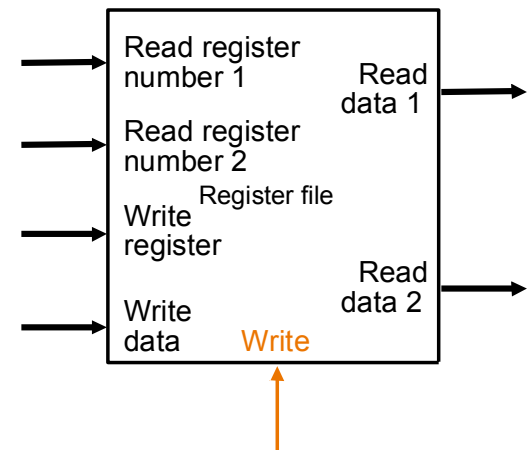 Read register
number 1
Read
data 1
Read register
number 2
Register file
Write
register
Read
data 2
Write
data
Write